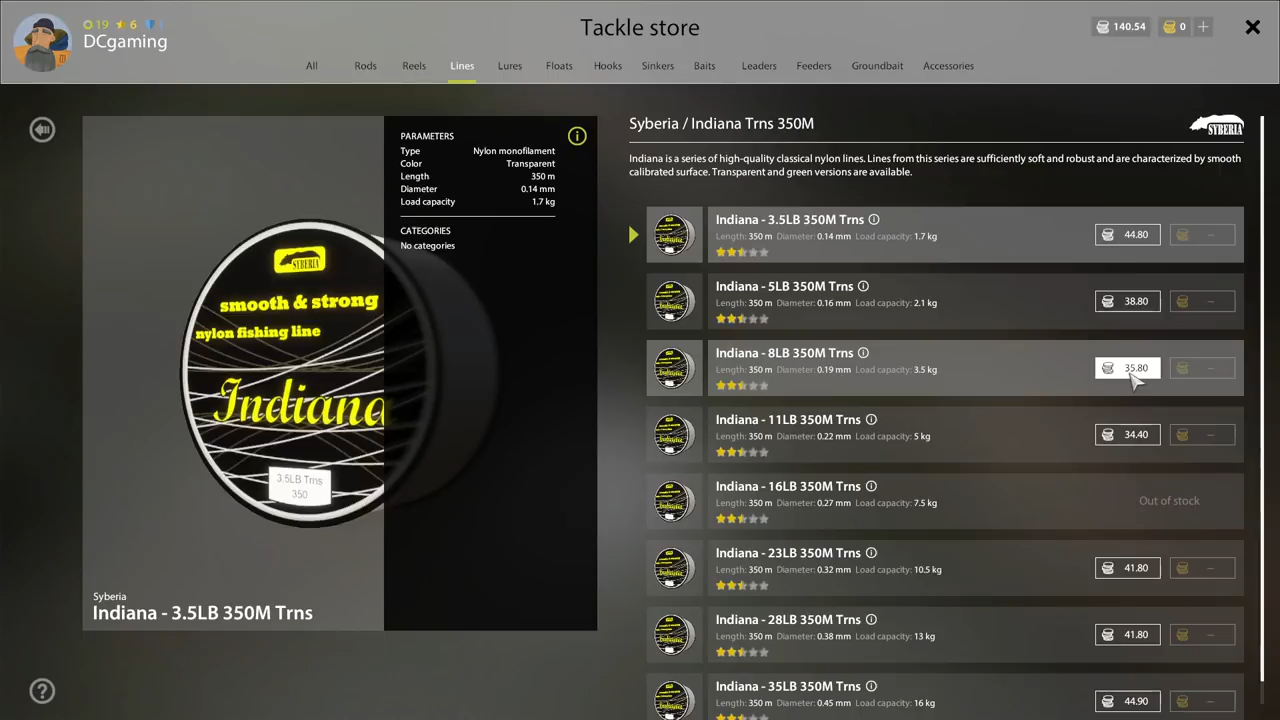 19 6 1
DCgaming
Tackle store
140.54
0 +
All Rods Reels Lines Lures Floats Hooks Sinkers Baits Leaders Feeders Groundbait Accessories
SYBERIA
smooth & strong
nylon fishing line
Indiana
3.5LB Trns
350
Syberia
Indiana - 3.5LB 350M Trns
PARAMETERS
Type Nylon monofilament
Color Transparent
Length 350 m
Diameter 0.14 mm
Load capacity 1.7 kg
CATEGORIES
No categories
Syberia / Indiana Trns 350M
SYBERIA
Indiana is a series of high-quality classical nylon lines. Lines from this series are sufficiently soft and robust and are characterized by smooth
calibrated surface. Transparent and green versions are available.
Indiana - 3.5LB 350M Trns
Length: 350 m Diameter: 0.14 mm Load capacity: 1.7 kg
44.80 –
Indiana - 5LB 350M Trns
Length: 350 m Diameter: 0.16 mm Load capacity: 2.1 kg
38.80 –
Indiana - 8LB 350M Trns
Length: 350 m Diameter: 0.19 mm Load capacity: 3.5 kg
35.80 –
Indiana - 11LB 350M Trns
Length: 350 m Diameter: 0.22 mm Load capacity: 5 kg
34.40 –
Indiana - 16LB 350M Trns
Length: 350 m Diameter: 0.27 mm Load capacity: 7.5 kg
Out of stock
Indiana - 23LB 350M Trns
Length: 350 m Diameter: 0.32 mm Load capacity: 10.5 kg
41.80 –
Indiana - 28LB 350M Trns
Length: 350 m Diameter: 0.38 mm Load capacity: 13 kg
41.80 –
Indiana - 35LB 350M Trns
Length: 350 m Diameter: 0.45 mm Load capacity: 16 kg
44.90 –
?